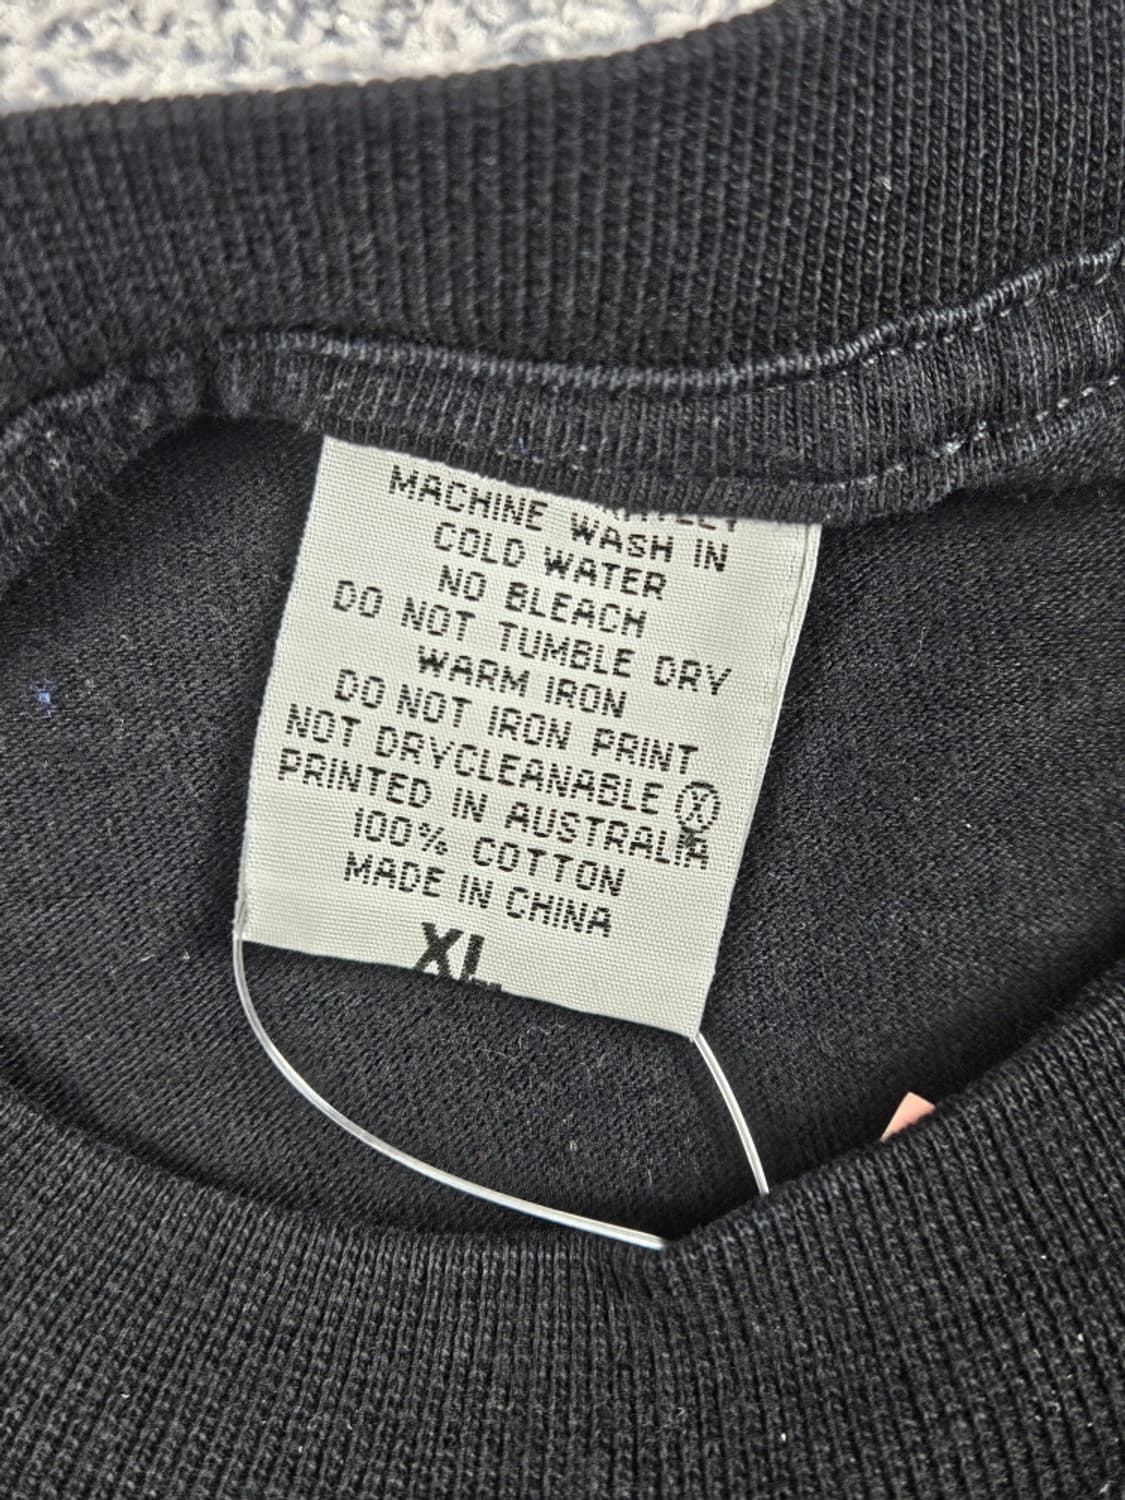 MACHINE WASH IN
COLD WATER
NO BLEACH
DO NOT TUMBLE DRY
WARM IRON
DO NOT IRON PRINT
NOT DRYCLEANABLE Ⓧ
PRINTED IN AUSTRALIA
100% COTTON
MADE IN CHINA
XL